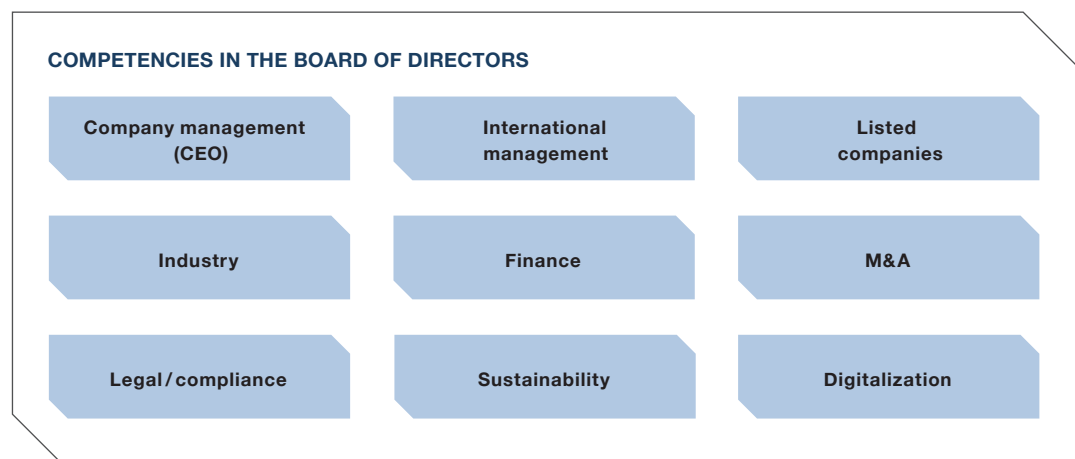 COMPETENCIES IN THE BOARD OF DIRECTORS
Company management
(CEO)
International
management
Listed
companies
Industry
Finance
M&A
Legal/compliance
Sustainability
Digitalization